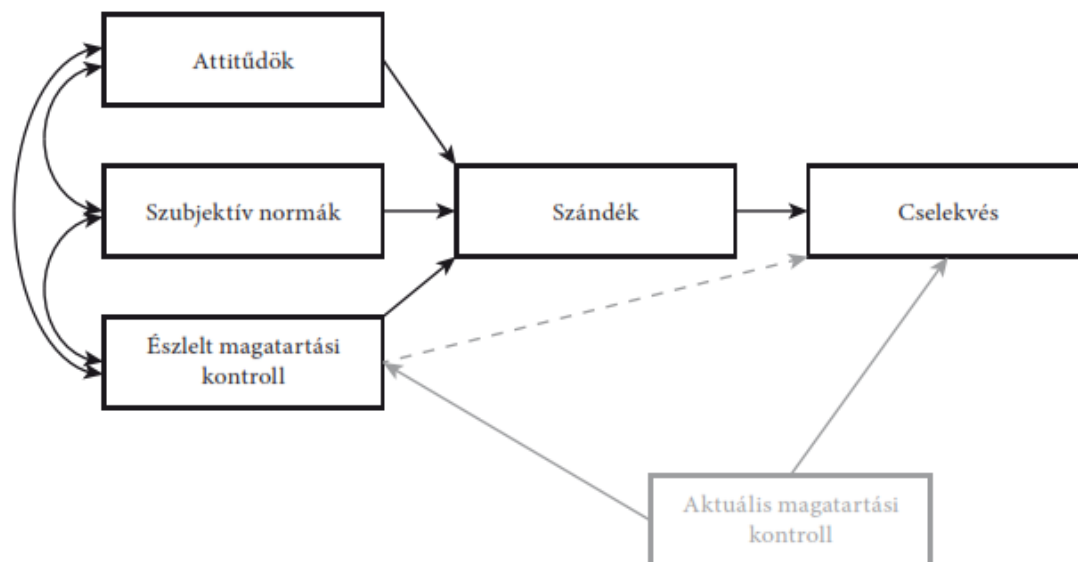 Attitűdök
Szubjektív normák
Szándék
Cselekvés
Észlelt magatartási
kontroll
Aktuális magatartási
kontroll